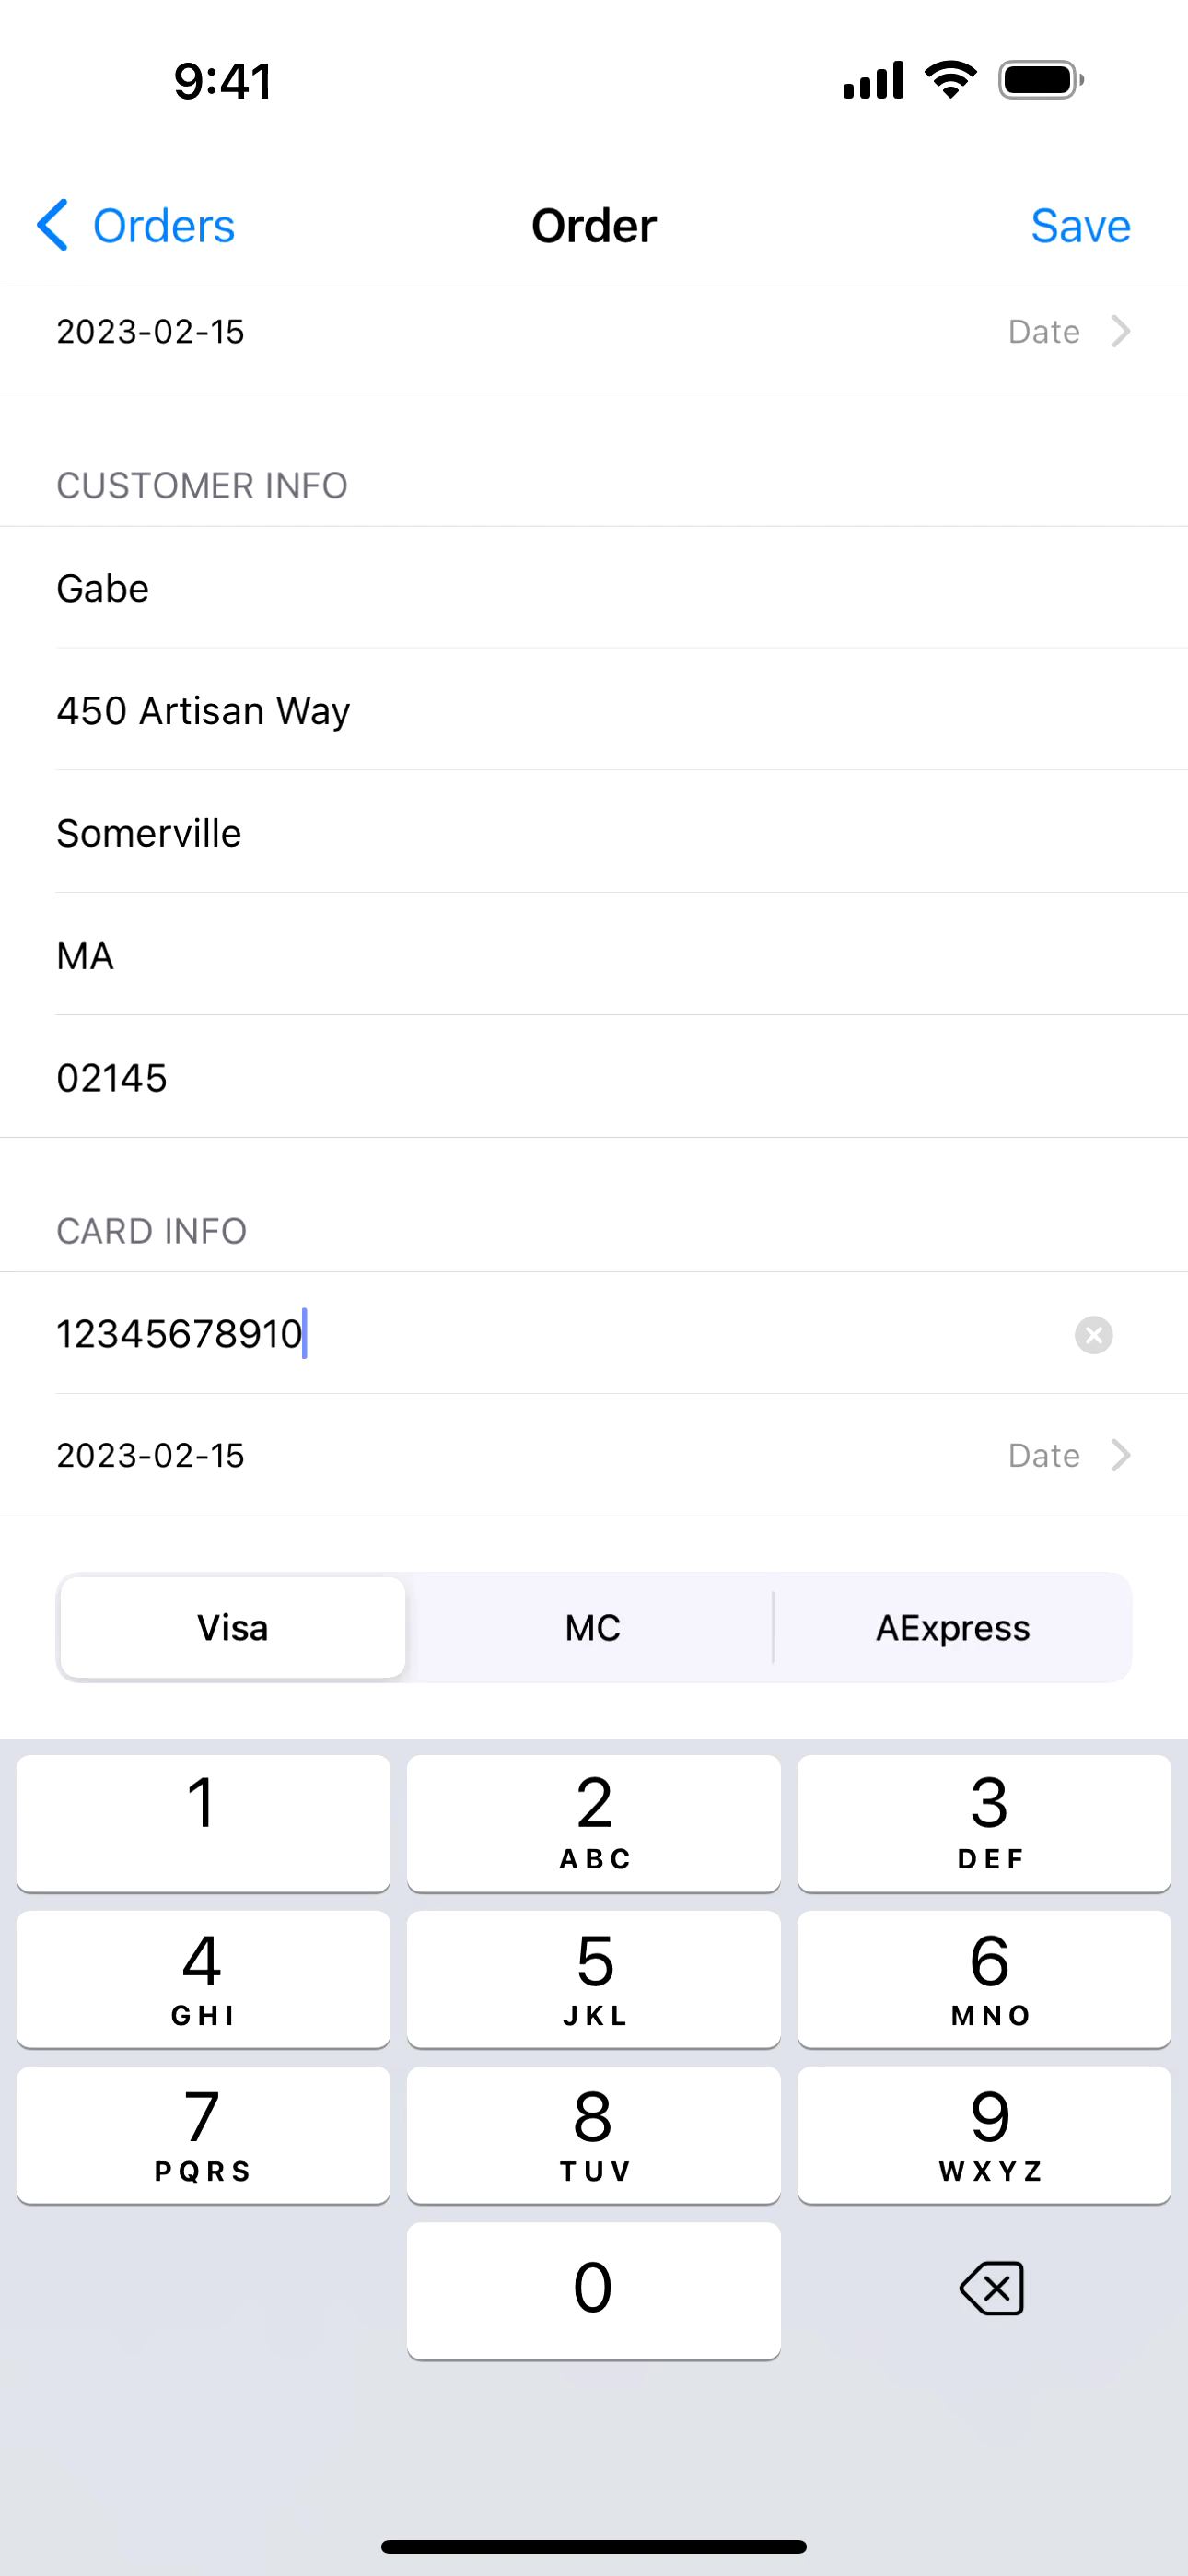 9:41
Orders Order Save
2023-02-15 Date
CUSTOMER INFO
Gabe
450 Artisan Way
Somerville
MA
02145
CARD INFO
12345678910
2023-02-15 Date
Visa MC AExpress
1 2 3
ABC DEF
4 5 6
GHI JKL MNO
7 8 9
PQRS TUV WXYZ
0